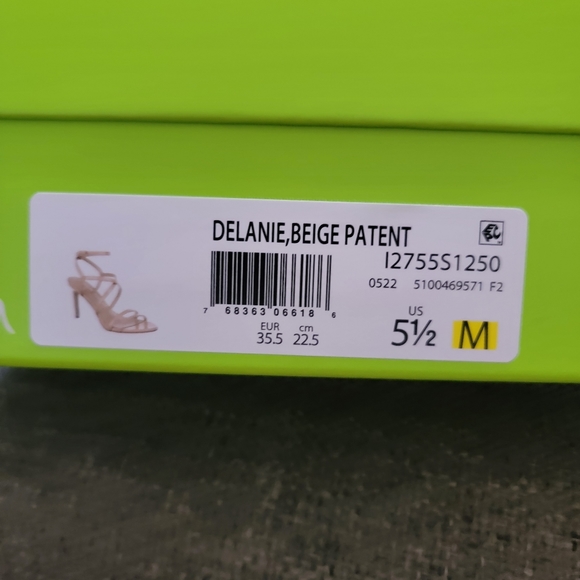 DELANIE,BEIGE PATENT
I2755S1250
0522 5100469571 F2
7 68363 06618 6
EUR cm US
35.5 22.5 5½ M